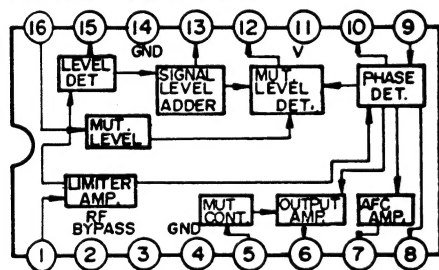 16 15 14 13 12 11 10 9
GND
V
LEVEL
DET
SIGNAL
LEVEL
ADDER
MUT.
LEVEL
DET.
PHASE
DET.
MUT.
LEVEL
LIMITER
AMP.
RF
BYPASS
GND
MUT
CONT.
OUTPUT
AMP.
AFC
AMP.
1 2 3 4 5 6 7 8